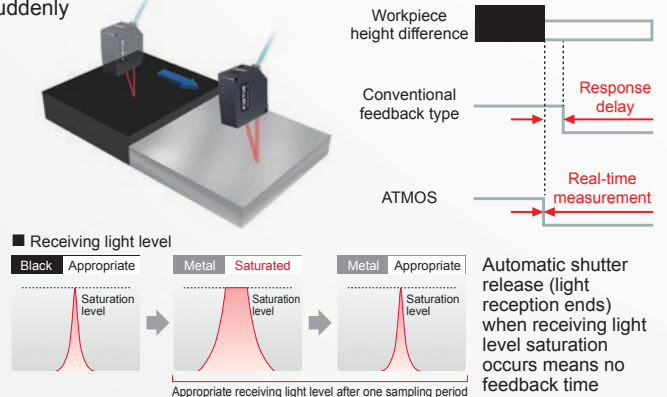 suddenly
Workpiece
height difference
Conventional
feedback type
Response
delay
ATMOS
Real-time
measurement
■ Receiving light level
Black Appropriate
Saturation
level
Metal Saturated
Saturation
level
Metal Appropriate
Saturation
level
Appropriate receiving light level after one sampling period
Automatic shutter
release (light
reception ends)
when receiving light
level saturation
occurs means no
feedback time